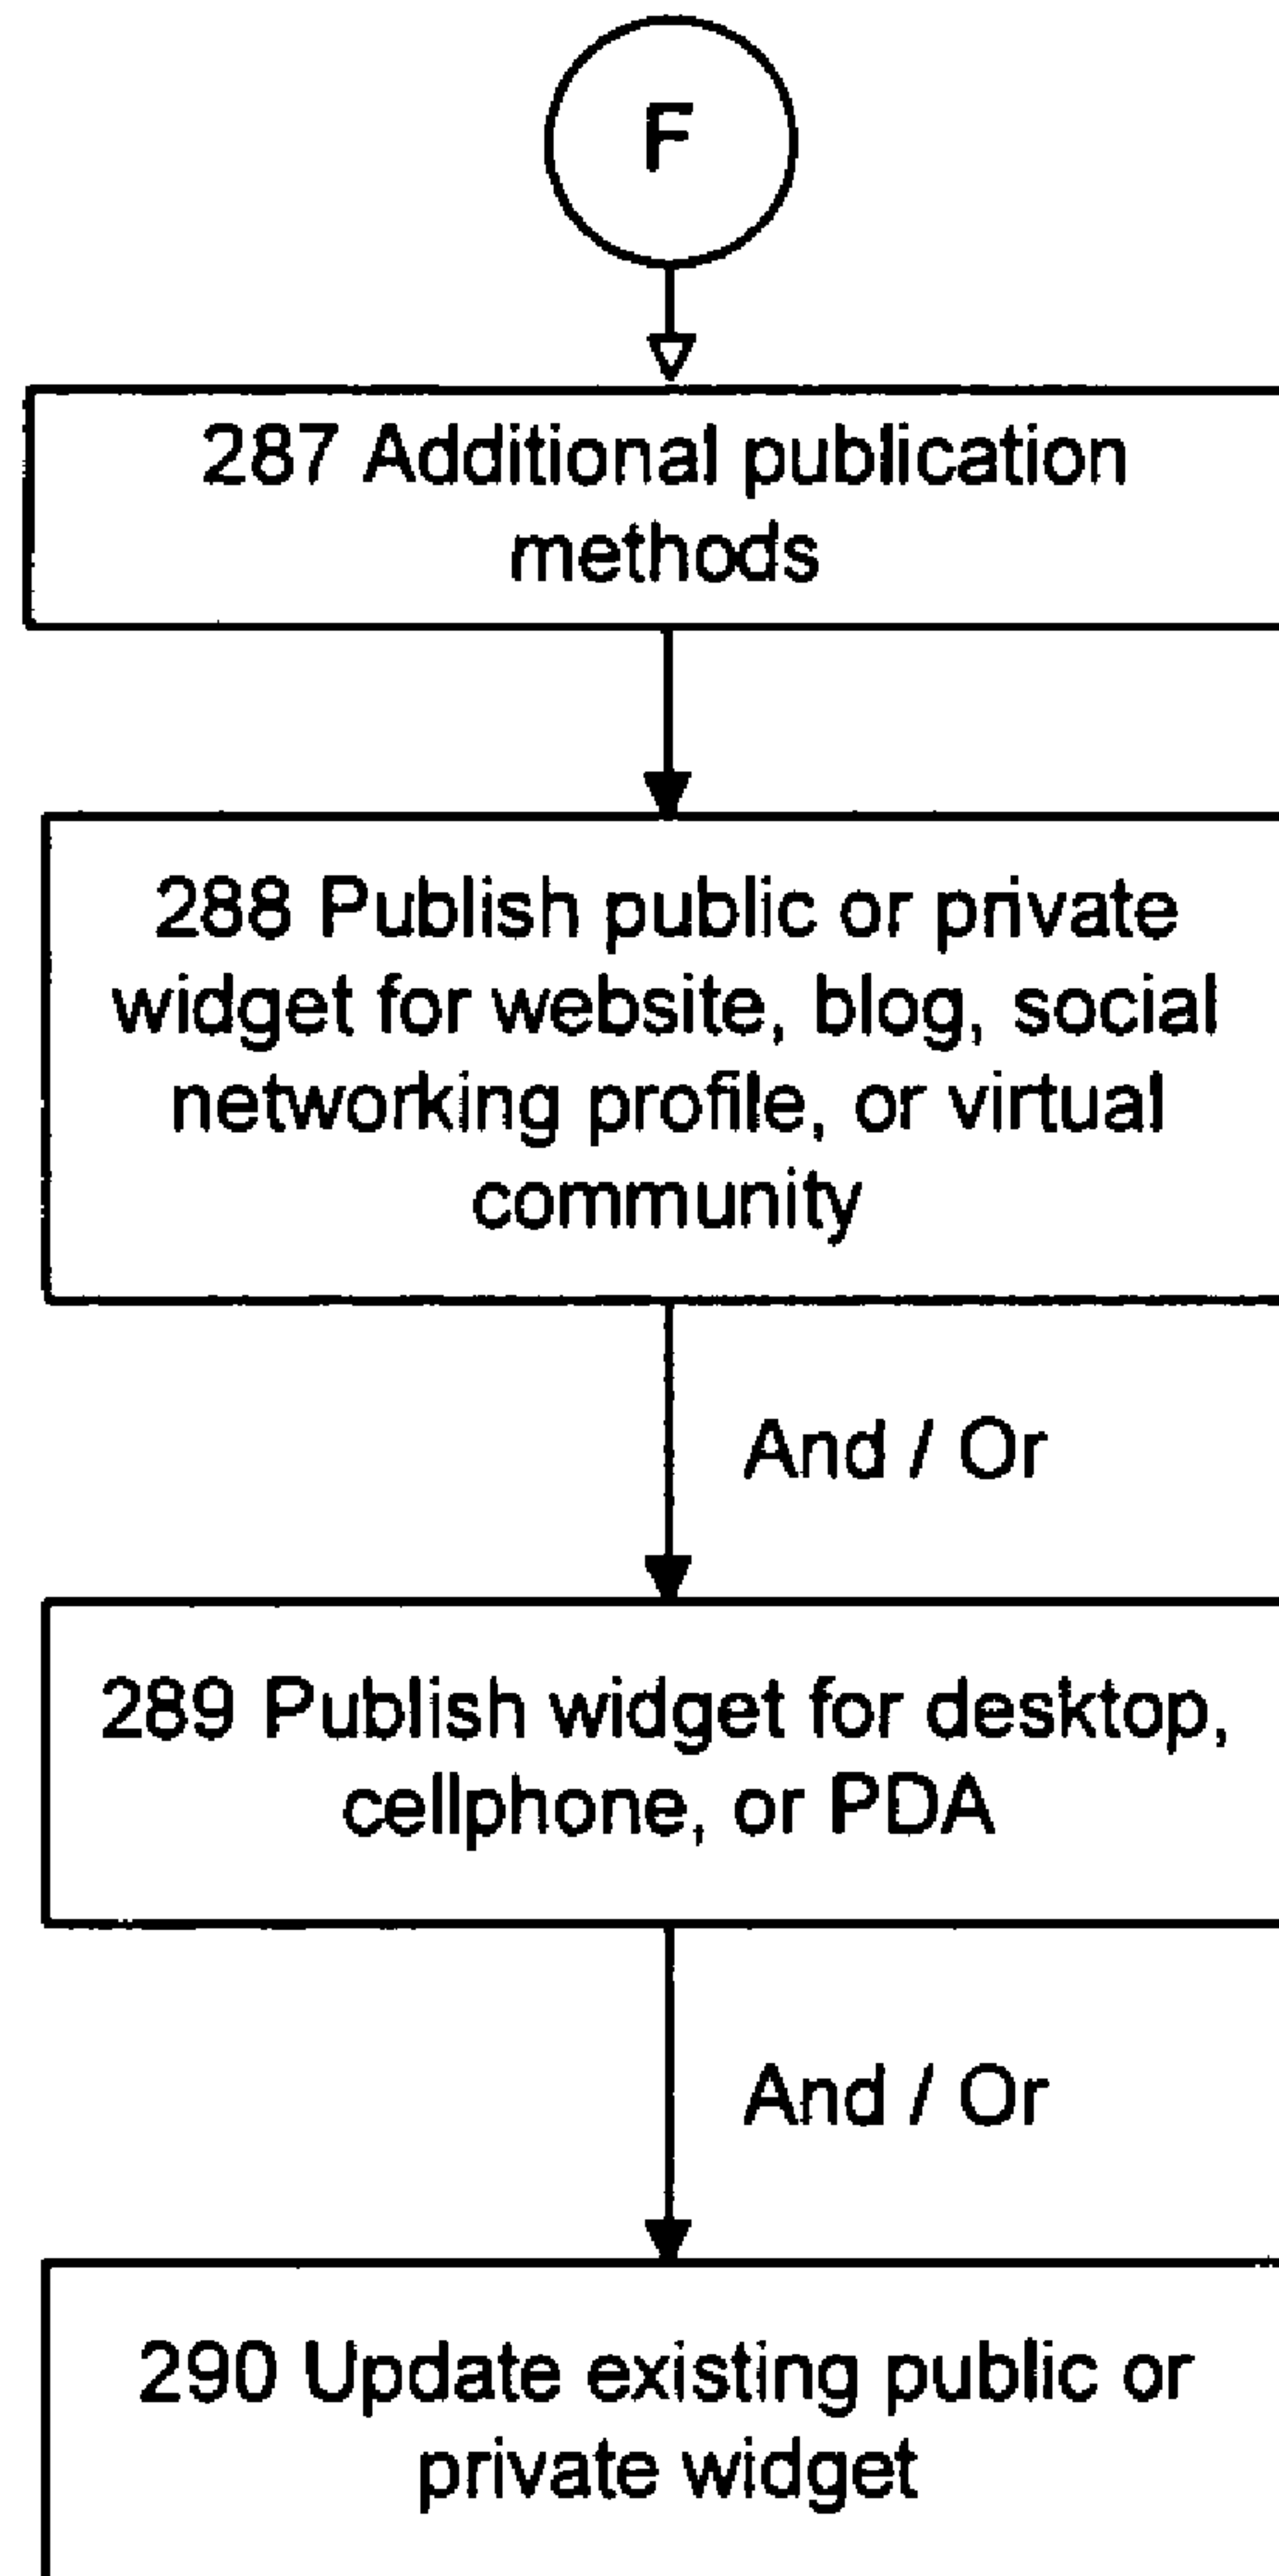 F
287 Additional publication
methods
288 Publish public or private
widget for website, blog, social
networking profile, or virtual
community
And / Or
289 Publish widget for desktop,
cellphone, or PDA
And / Or
290 Update existing public or
private widget